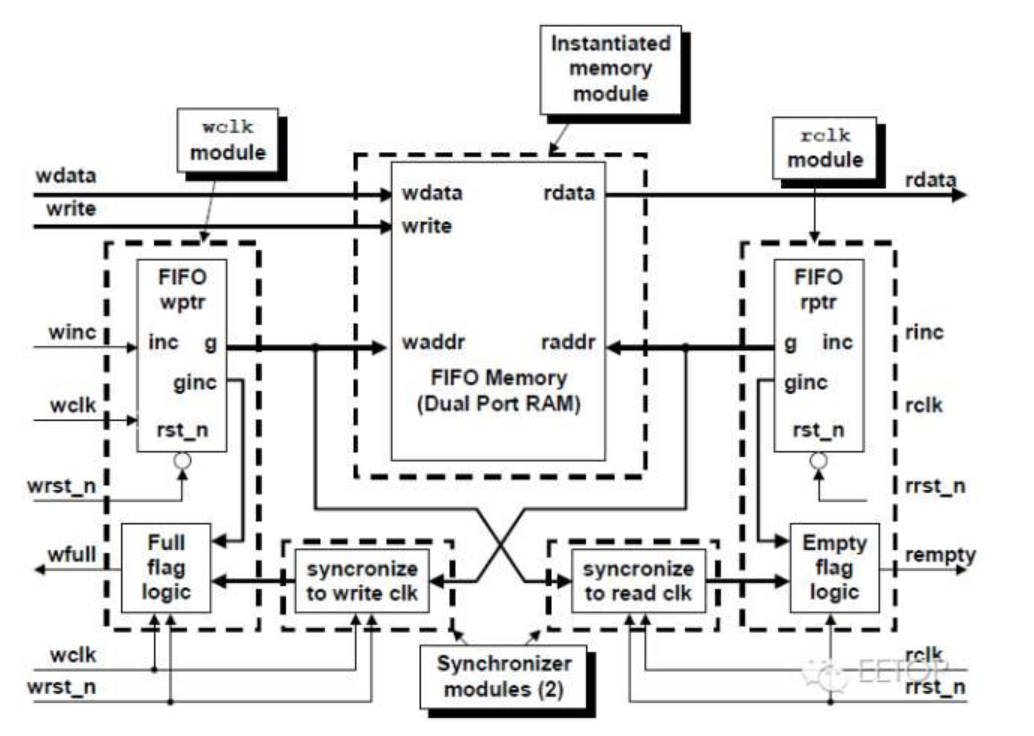 Instantiated
memory
module
wclk
module
rclk
module
wdata
write
wdata
write
rdata
rdata
FIFO
wptr
inc
g
ginc
rst_n
winc
wclk
wrst_n
waddr
raddr
FIFO Memory
(Dual Port RAM)
FIFO
rptr
g
inc
ginc
rst_n
rinc
rclk
rrst_n
wfull
Full
flag
logic
syncronize
to write clk
syncronize
to read clk
Empty
flag
logic
rempty
wclk
wrst_n
Synchronizer
modules (2)
rclk
rrst_n
EETOP